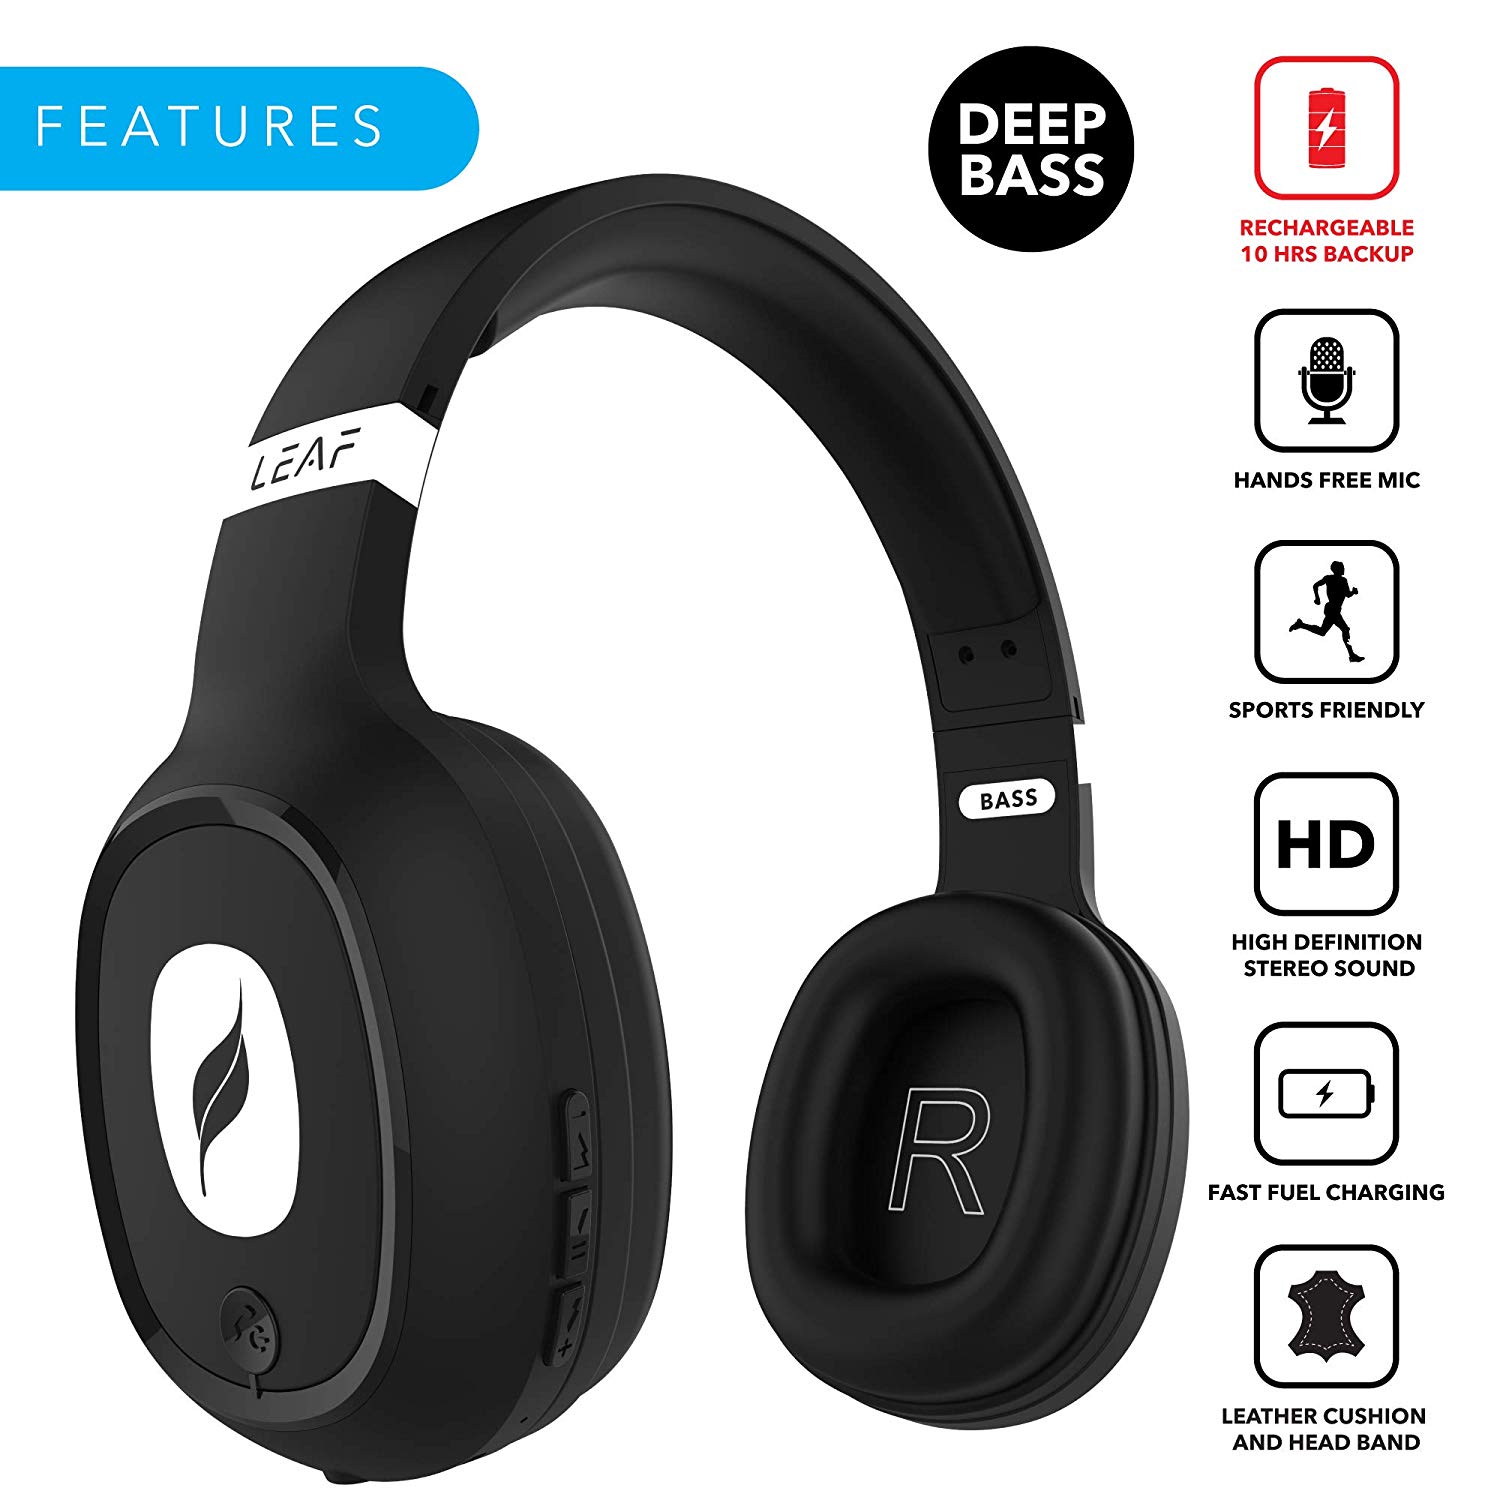 FEATURES
DEEP
BASS
RECHARGEABLE
10 HRS BACKUP
HANDS FREE MIC
SPORTS FRIENDLY
HD
HIGH DEFINITION
STEREO SOUND
FAST FUEL CHARGING
LEATHER CUSHION
AND HEAD BAND
LEAF
BASS
R